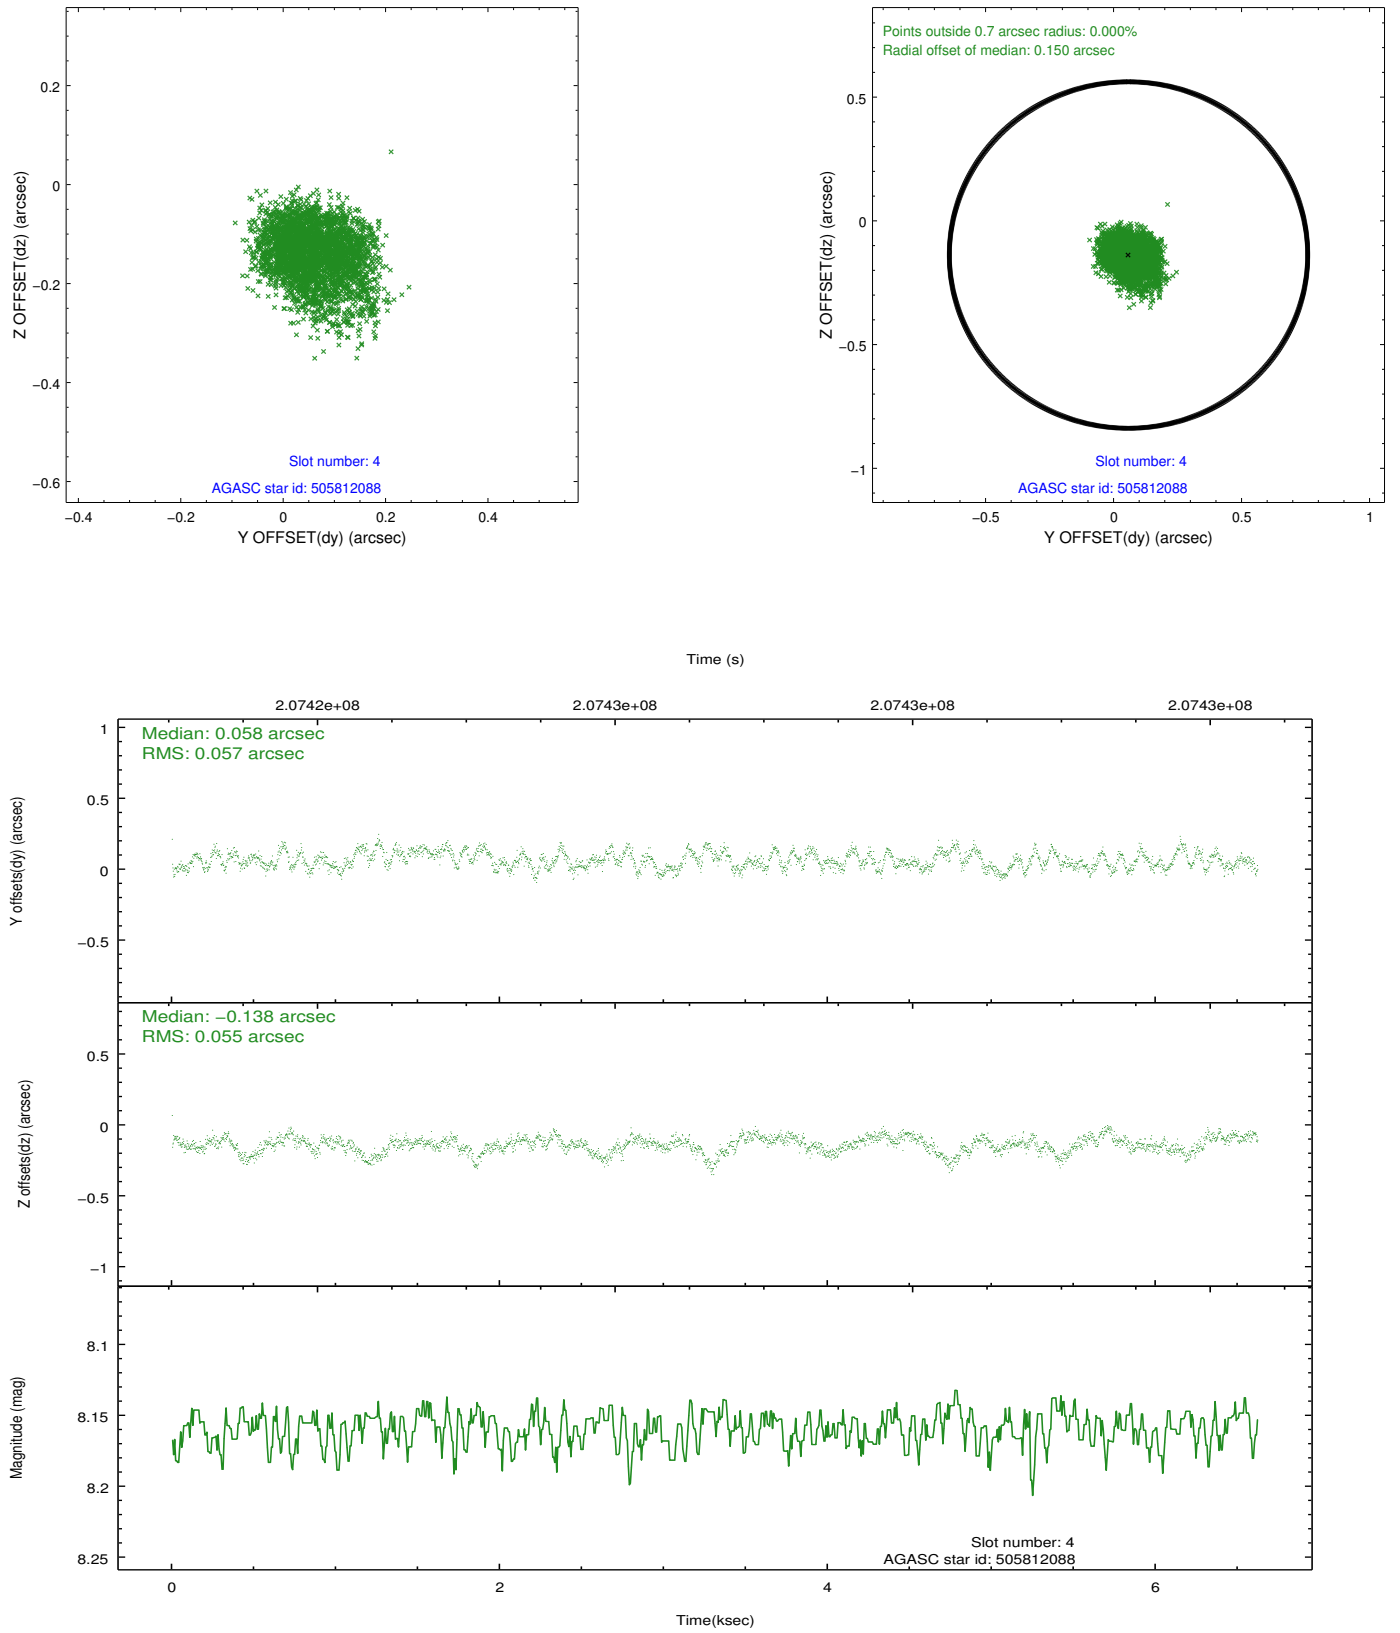 0.2
0
−0.2
−0.4
−0.6
−0.4
−0.2
0
0.2
0.4
Z OFFSET(dz) (arcsec)
Y OFFSET(dy) (arcsec)
Slot number: 4
AGASC star id: 505812088
Points outside 0.7 arcsec radius: 0.000%
Radial offset of median: 0.150 arcsec
0.5
0
−0.5
−1
−0.5
0
0.5
1
Z OFFSET(dz) (arcsec)
Y OFFSET(dy) (arcsec)
Slot number: 4
AGASC star id: 505812088
Time (s)
2.0742e+08
2.0743e+08
2.0743e+08
2.0743e+08
Median: 0.058 arcsec
RMS: 0.057 arcsec
1
0.5
0
−0.5
Y offsets(dy) (arcsec)
Median: −0.138 arcsec
RMS: 0.055 arcsec
0.5
0
−0.5
−1
Z offsets(dz) (arcsec)
8.1
8.15
8.2
8.25
Magnitude (mag)
Slot number: 4
AGASC star id: 505812088
0
2
4
6
Time(ksec)